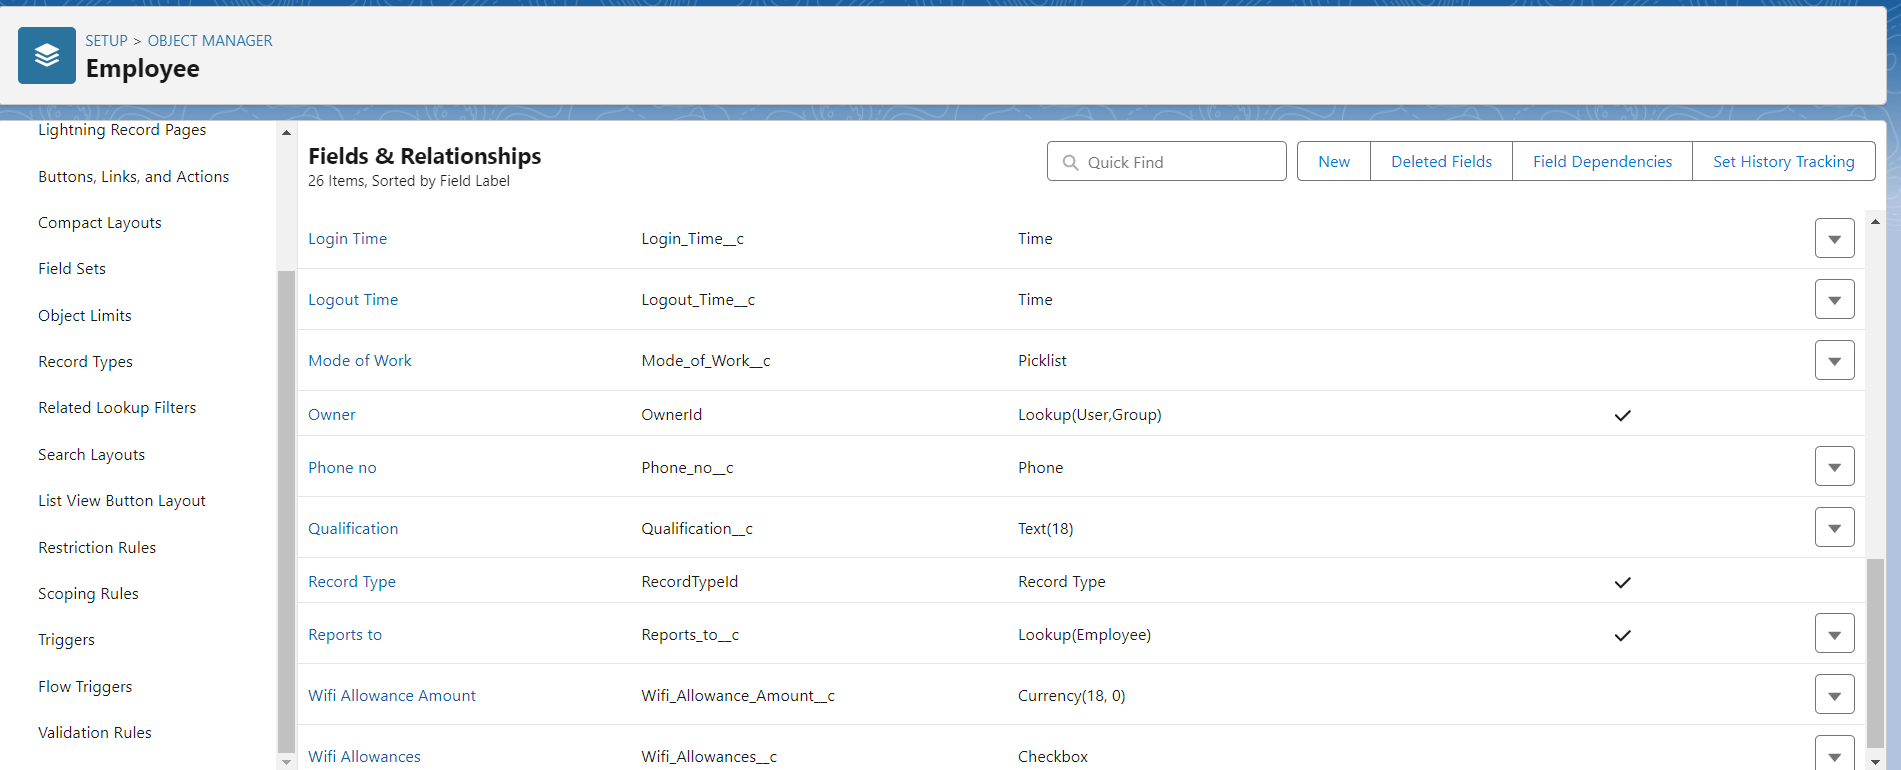 SETUP > OBJECT MANAGER
Employee
Lightning Record Pages
Buttons, Links, and Actions
Compact Layouts
Field Sets
Object Limits
Record Types
Related Lookup Filters
Search Layouts
List View Button Layout
Restriction Rules
Scoping Rules
Triggers
Flow Triggers
Validation Rules
Fields & Relationships
26 Items, Sorted by Field Label
Quick Find
New Deleted Fields Field Dependencies Set History Tracking
Login Time Login_Time__c Time
Logout Time Logout_Time__c Time
Mode of Work Mode_of_Work__c Picklist
Owner OwnerId Lookup(User,Group)
Phone no Phone_no__c Phone
Qualification Qualification__c Text(18)
Record Type RecordTypeId Record Type
Reports to Reports_to__c Lookup(Employee)
Wifi Allowance Amount Wifi_Allowance_Amount__c Currency(18, 0)
Wifi Allowances Wifi_Allowances__c Checkbox